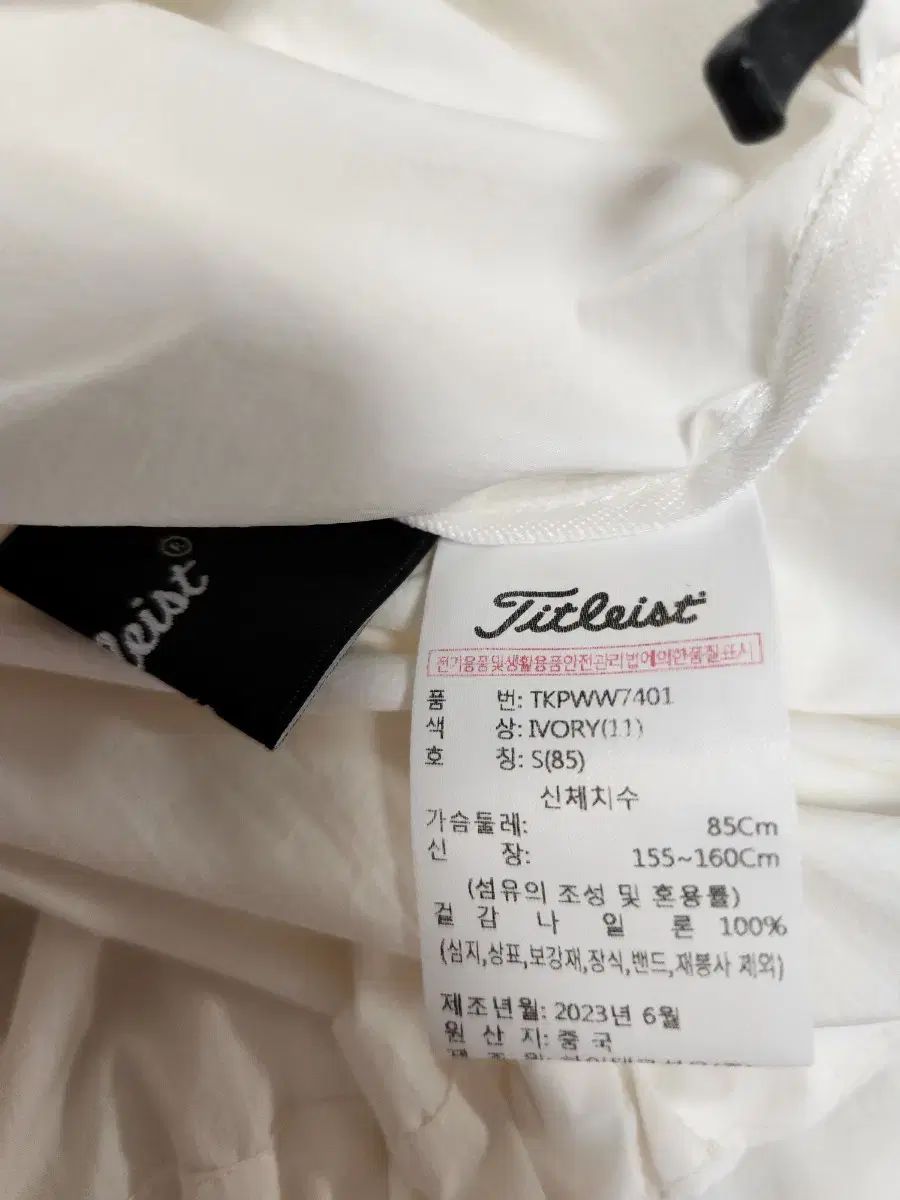 leist®
Titleist
전기용품및생활용품안전관리법에의한품질표시
품 번: TKPWW7401
색 상: IVORY(11)
호 칭: S(85)
신체치수
가슴둘레: 85Cm
신 장: 155~160Cm
(섬유의 조성 및 혼용률)
겉 감 나 일 론 100%
(심지,상표,보강재,장식,밴드,재봉사 제외)
제조년월: 2023년 6월
원 산 지: 중 국